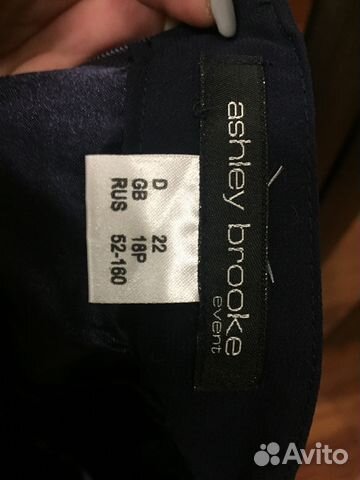 ashley brooke
event
D 22
GB 18P
RUS 52-160
Avito